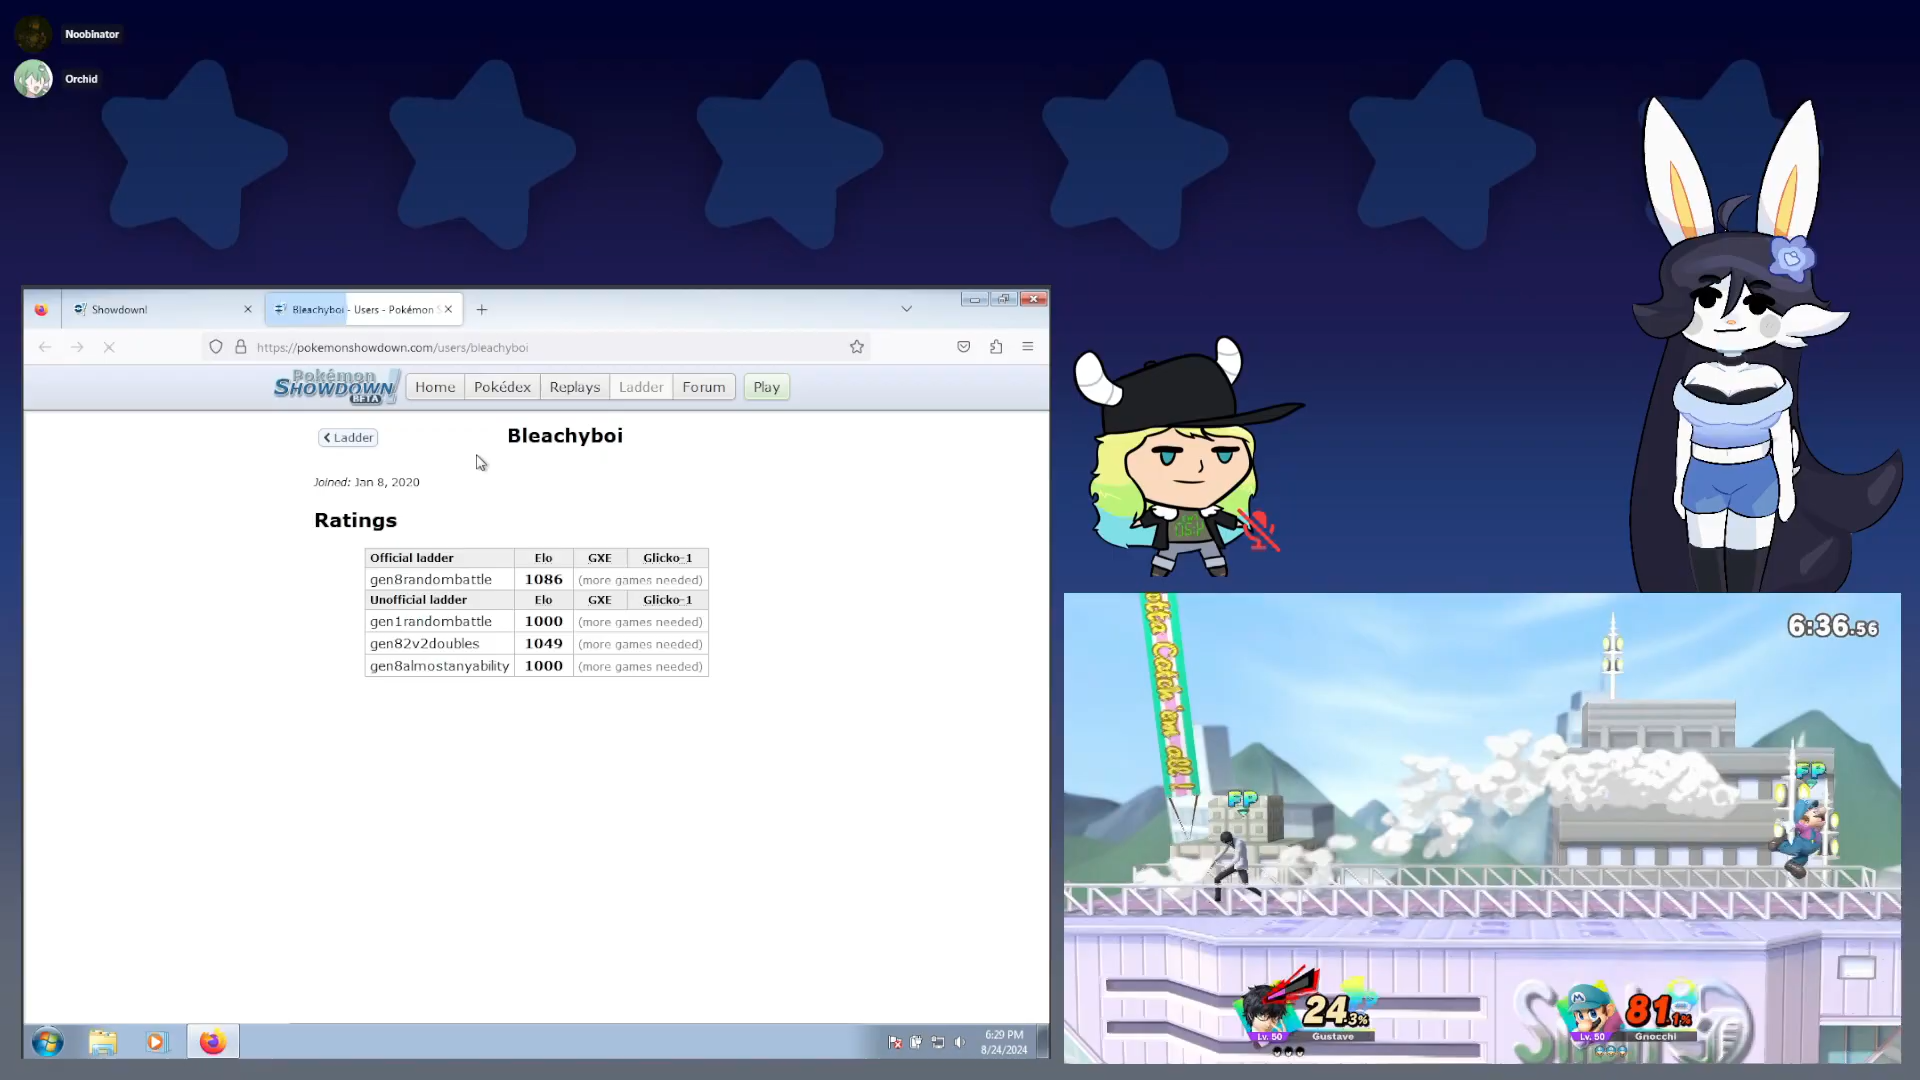 Noobinator
Orchid
Showdown!
Bleachyboi - Users - Pokémon S
https://pokemonshowdown.com/users/bleachyboi
Pokémon
SHOWDOWN!
BETA
Home
Pokédex
Replays
Ladder
Forum
Play
Ladder
Bleachyboi
Joined: Jan 8, 2020
Ratings
Official ladder Elo GXE Glicko-1
gen8randombattle 1086 (more games needed)
Unofficial ladder Elo GXE Glicko-1
gen1randombattle 1000 (more games needed)
gen82v2doubles 1049 (more games needed)
gen8almostanyability 1000 (more games needed)
6:29 PM
8/24/2024
6:36.56
otta Catch 'em all!
FP
FP
24.3%
Lv. 50 Gustave
81.1%
Lv. 50 Gnocchi